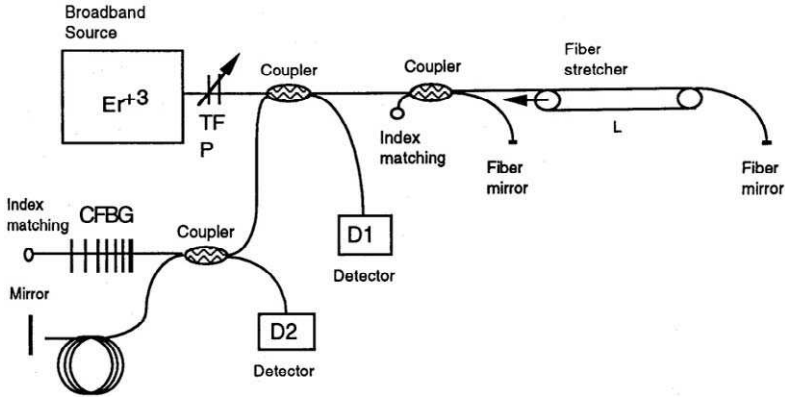 Broadband
Source
Er+3
TF
P
Coupler
Coupler
Fiber
stretcher
L
Index
matching
Fiber
mirror
Fiber
mirror
D1
Detector
Index
matching
CFBG
Coupler
Mirror
D2
Detector